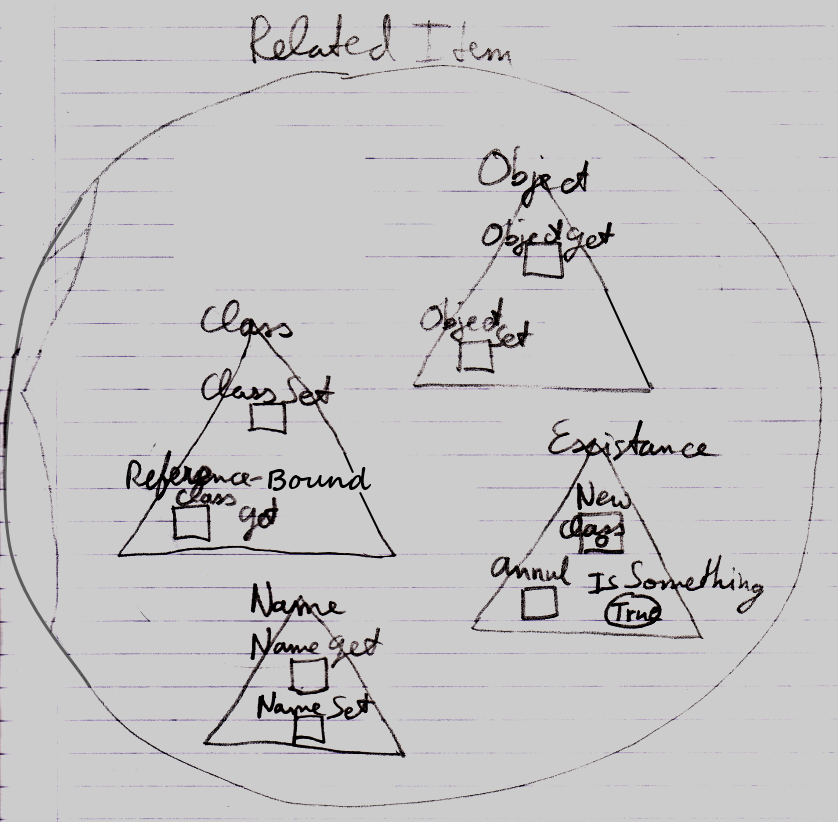 Related Item
Object
Object get
Object
Set
Class
Class Set
Reference-Bound
Class
get
Exsistance
New
Class
annul
Is Something
True
Name
Name get
Name Set